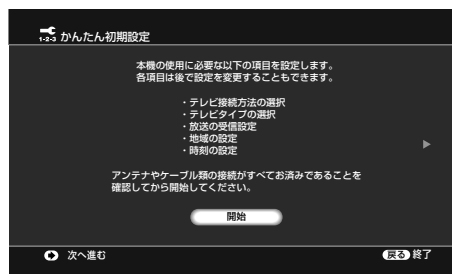 1-2-3 かんたん初期設定
本機の使用に必要な以下の項目を設定します。
各項目は後で設定を変更することもできます。
・テレビ接続方法の選択
・テレビタイプの選択
・放送の受信設定
・地域の設定
・時刻の設定
アンテナやケーブル類の接続がすべてお済みであることを
確認してから開始してください。
開始
次へ進む 戻る 終了